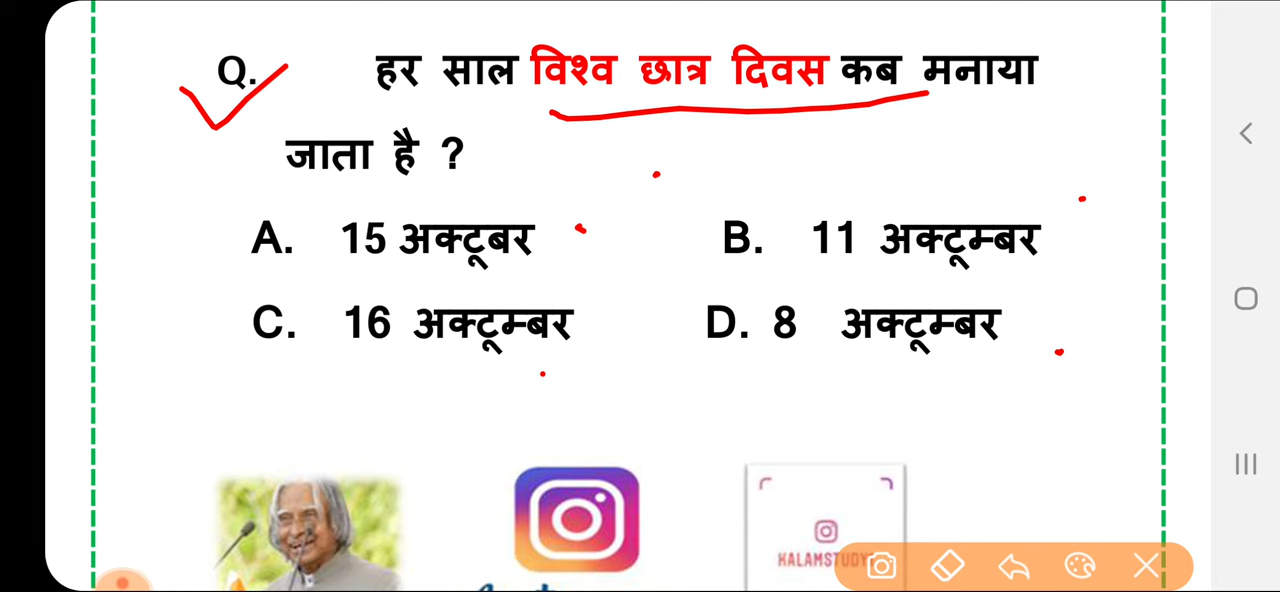 Q. हर साल विश्व छात्र दिवस कब मनाया
जाता है ?
A. 15 अक्टूबर B. 11 अक्टूम्बर
C. 16 अक्टूम्बर D. 8 अक्टूम्बर
KALAMSTUDY